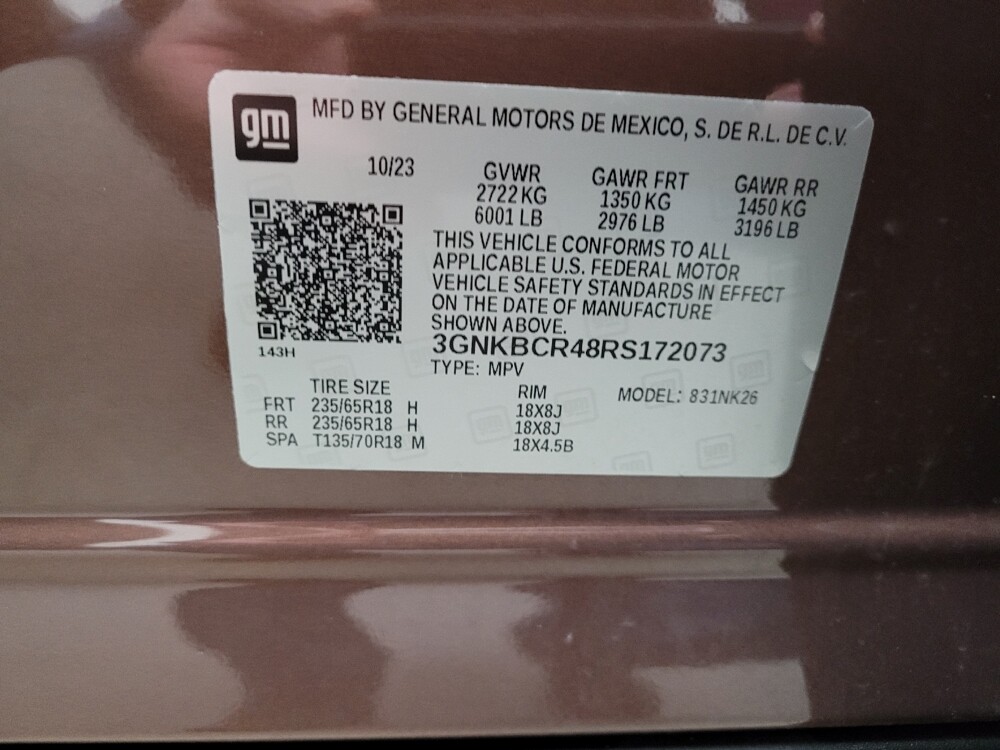 gm
MFD BY GENERAL MOTORS DE MEXICO, S. DE R.L. DE C.V.
10/23
GVWR GAWR FRT GAWR RR
2722 KG 1350 KG 1450 KG
6001 LB 2976 LB 3196 LB
THIS VEHICLE CONFORMS TO ALL
APPLICABLE U.S. FEDERAL MOTOR
VEHICLE SAFETY STANDARDS IN EFFECT
ON THE DATE OF MANUFACTURE
SHOWN ABOVE.
143H
3GNKBCR48RS172073
TYPE: MPV
TIRE SIZE RIM MODEL: 831NK26
FRT 235/65R18 H 18X8J
RR 235/65R18 H 18X8J
SPA T135/70R18 M 18X4.5B